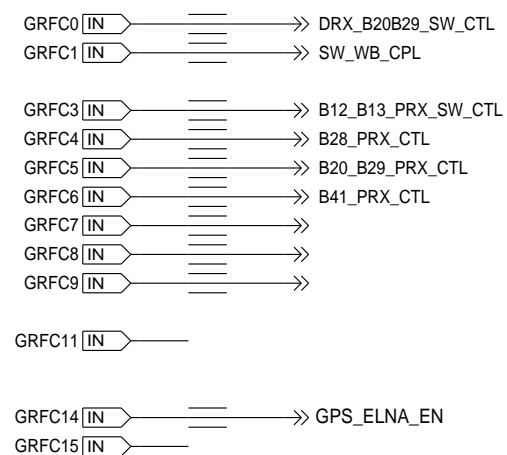 GRFC0 IN DRX_B20B29_SW_CTL
GRFC1 IN SW_WB_CPL
GRFC3 IN B12_B13_PRX_SW_CTL
GRFC4 IN B28_PRX_CTL
GRFC5 IN B20_B29_PRX_CTL
GRFC6 IN B41_PRX_CTL
GRFC7 IN
GRFC8 IN
GRFC9 IN
GRFC11 IN
GRFC14 IN GPS_ELNA_EN
GRFC15 IN